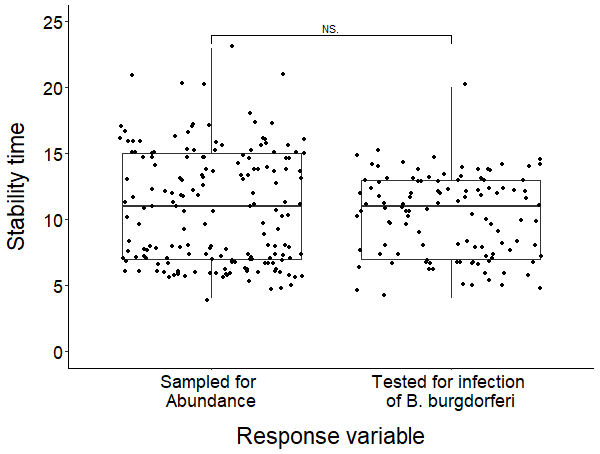 25
20
15
10
5
0
Stability time
NS.
Sampled for
Abundance
Tested for infection
of B. burgdorferi
Response variable